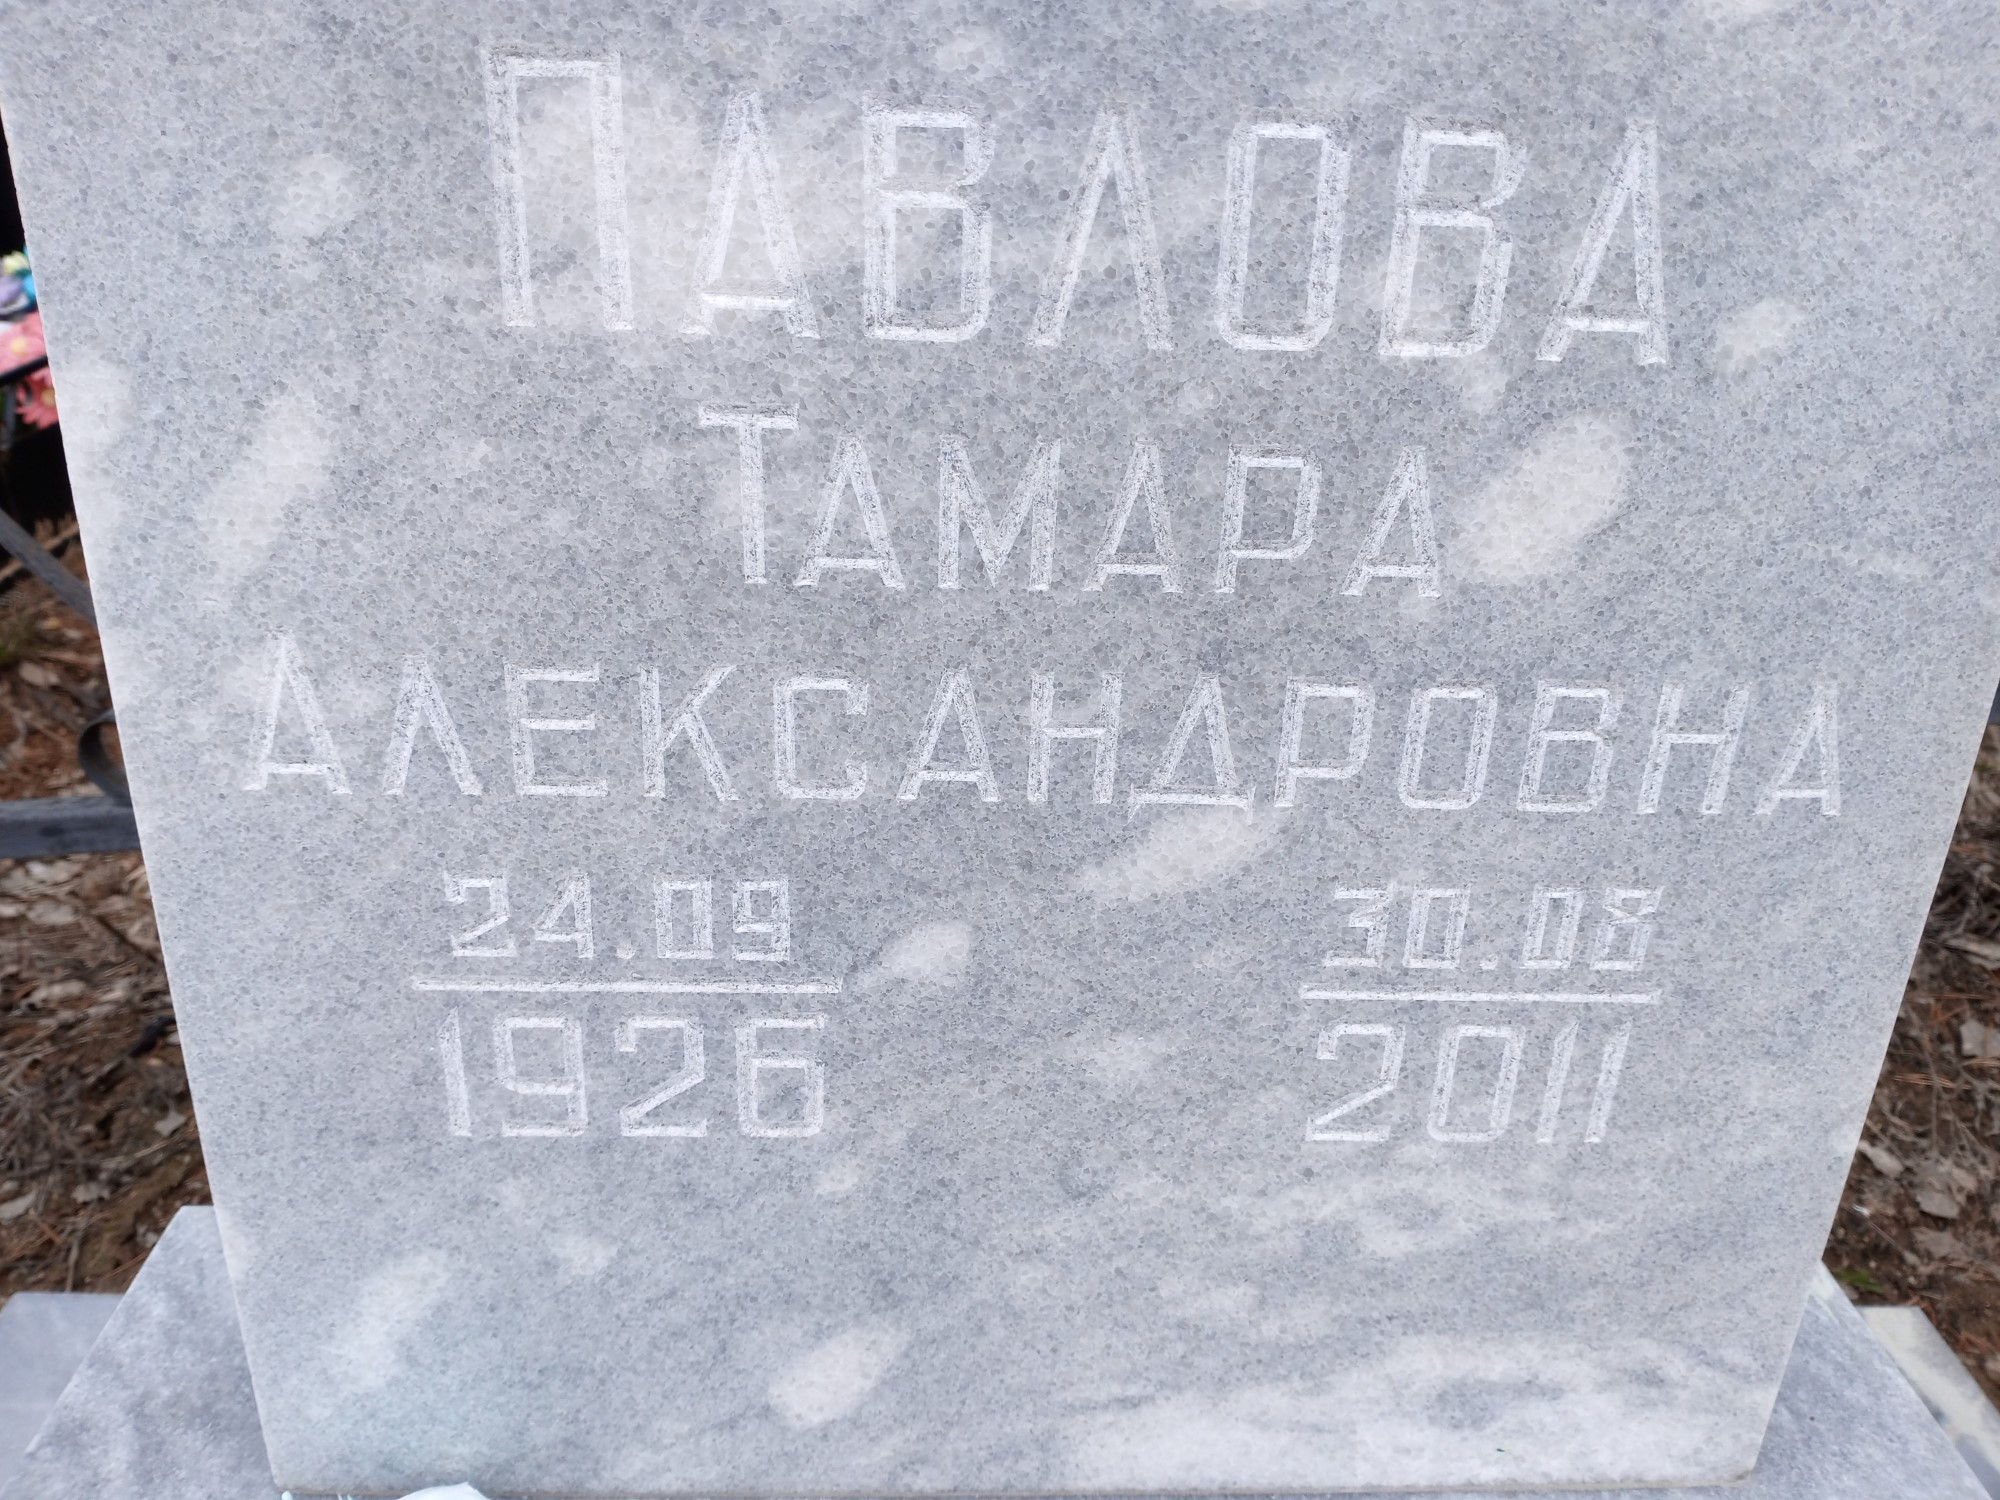 Павлова
Тамара
Александровна
24.09 30.08
1926 2011